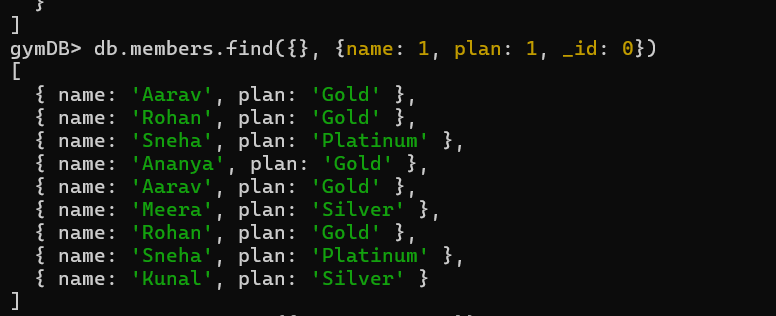 }
]
gymDB> db.members.find({}, {name: 1, plan: 1, _id: 0})
[
  { name: 'Aarav', plan: 'Gold' },
  { name: 'Rohan', plan: 'Gold' },
  { name: 'Sneha', plan: 'Platinum' },
  { name: 'Ananya', plan: 'Gold' },
  { name: 'Aarav', plan: 'Gold' },
  { name: 'Meera', plan: 'Silver' },
  { name: 'Rohan', plan: 'Gold' },
  { name: 'Sneha', plan: 'Platinum' },
  { name: 'Kunal', plan: 'Silver' }
]